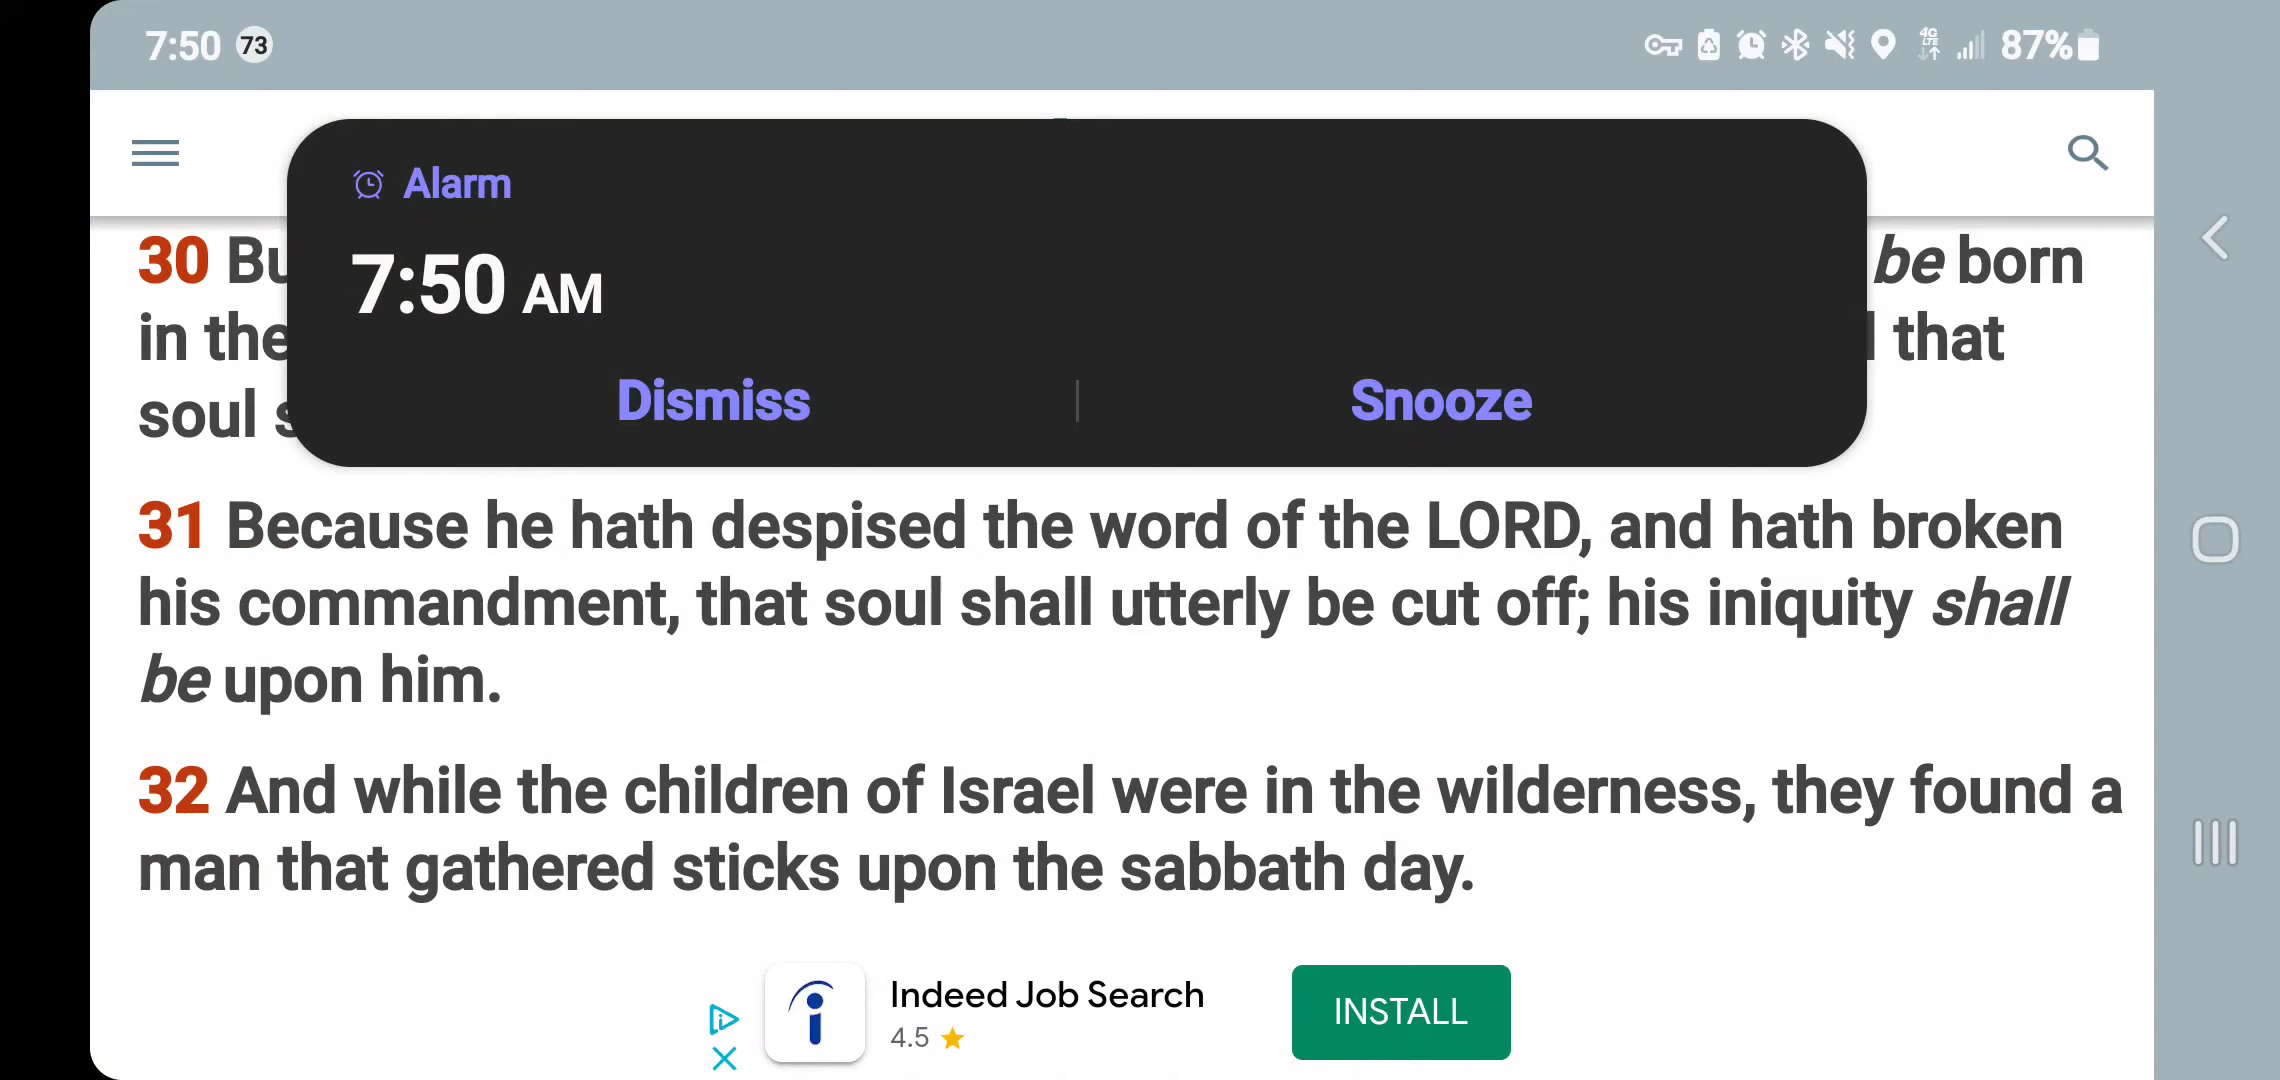 7:50 73 4G LTE 87%
Alarm
7:50 AM
Dismiss Snooze
30 be born
in the that
soul
31 Because he hath despised the word of the LORD, and hath broken
his commandment, that soul shall utterly be cut off; his iniquity shall
be upon him.
32 And while the children of Israel were in the wilderness, they found a
man that gathered sticks upon the sabbath day.
Indeed Job Search
4.5
INSTALL